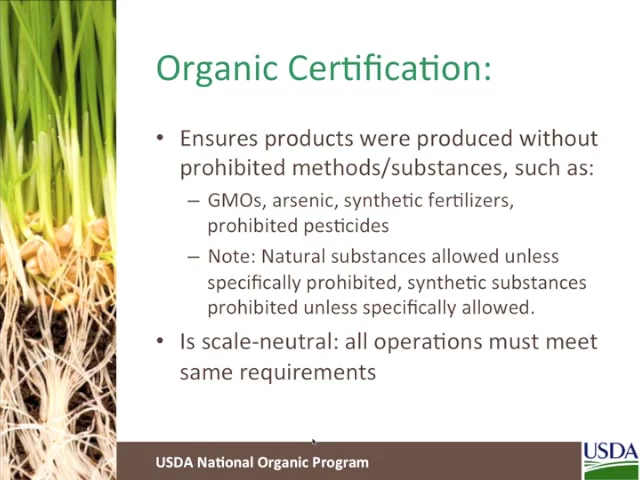 Organic Certification:
• Ensures products were produced without
prohibited methods/substances, such as:
– GMOs, arsenic, synthetic fertilizers,
prohibited pesticides
– Note: Natural substances allowed unless
specifically prohibited, synthetic substances
prohibited unless specifically allowed.
• Is scale-neutral: all operations must meet
same requirements
USDA National Organic Program
USDA